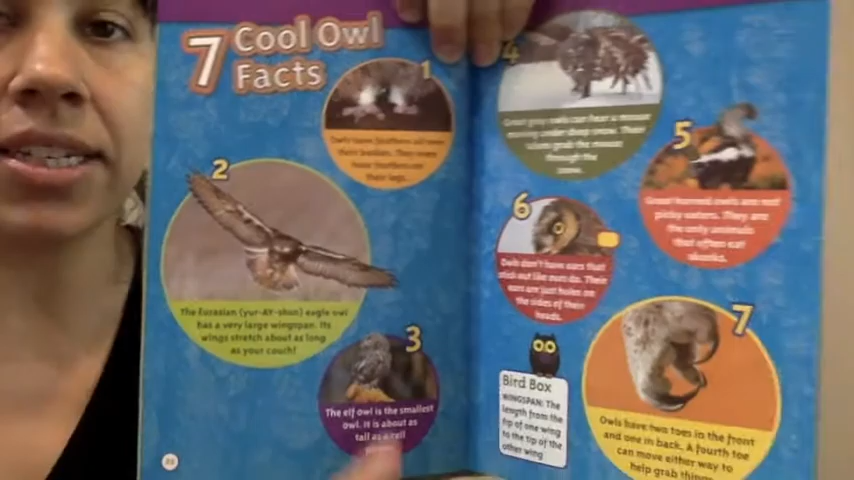 7 Cool Owl
Facts
1
Owls have feathers all over
their bodies. They even
have feathers on
their legs.
2
The Eurasian (yur-AY-shun) eagle owl
has a very large wingspan. Its
wings stretch about as long
as your couch!
3
The elf owl is the smallest
owl. It is about as
tall as a
4
Great gray owls can hear a mouse
moving under deep snow. Their
talons grab the mouse
through the
snow.
5
Great horned owls are not
picky eaters. They are
the only animals
that often eat
skunks.
6
Owls don't have ears that
stick out like ours do. Their
ears are just holes on
the sides of their
heads.
Bird Box
WINGSPAN: The
length from the
tip of one wing
to the tip of the
other wing
7
Owls have two toes in the front
and one in back. A fourth toe
can move either way to
help grab things.